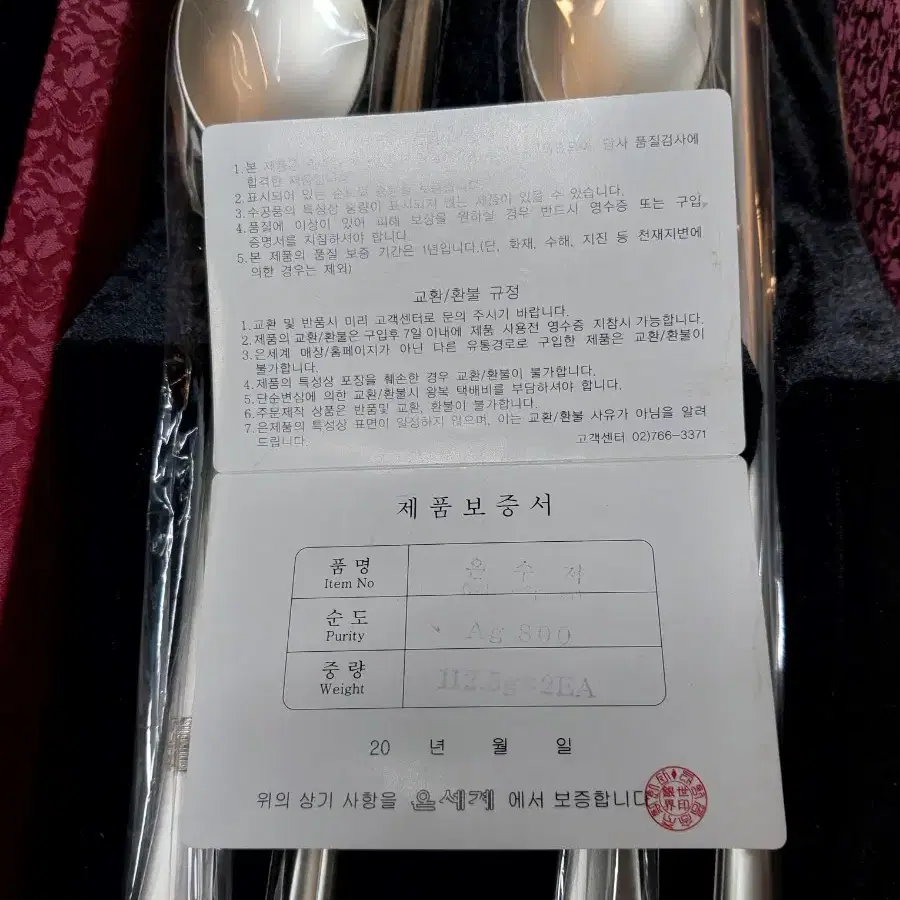 1.본 당사 품질검사에
합격한 제품입니다.
2.표시되어 있는 순도와 중량을
3.수공품의 특성상 중량이 표시되지 않는 제품이 있을 수 있습니다.
4.품질에 이상이 있어 피해 보상을 원하실 경우 반드시 영수증 또는 구입
증명서를 지참하셔야 합니다.
5.본 제품의 품질 보증 기간은 1년입니다.(단, 화재, 수해, 지진 등 천재지변에
의한 경우는 제외)
교환/환불 규정
1.교환 및 반품시 미리 고객센터로 문의 주시기 바랍니다.
2.제품의 교환/환불은 구입후 7일 이내에 제품 사용전 영수증 지참시 가능합니다.
3.은세계 매상/홈페이지가 아닌 다른 유통경로로 구입한 제품은 교환/환불이
불가합니다.
4.제품의 특성상 포장을 훼손한 경우 교환/환불이 불가합니다.
5.단순변심에 의한 교환/환불시 왕복 택배비를 부담하셔야 합니다.
6.주문제작 상품은 반품및 교환, 환불이 불가합니다.
7.은제품의 특성상 표면이 일정하지 않으며, 이는 교환/환불 사유가 아님을 알려
드립니다.
고객센터 02)766-3371
제품보증서
품명 은수저
Item No
순도 Ag 800
Purity
중량 112.5g*2EA
Weight
20 년 월 일
위의 상기 사항을 은세계 에서 보증합니다